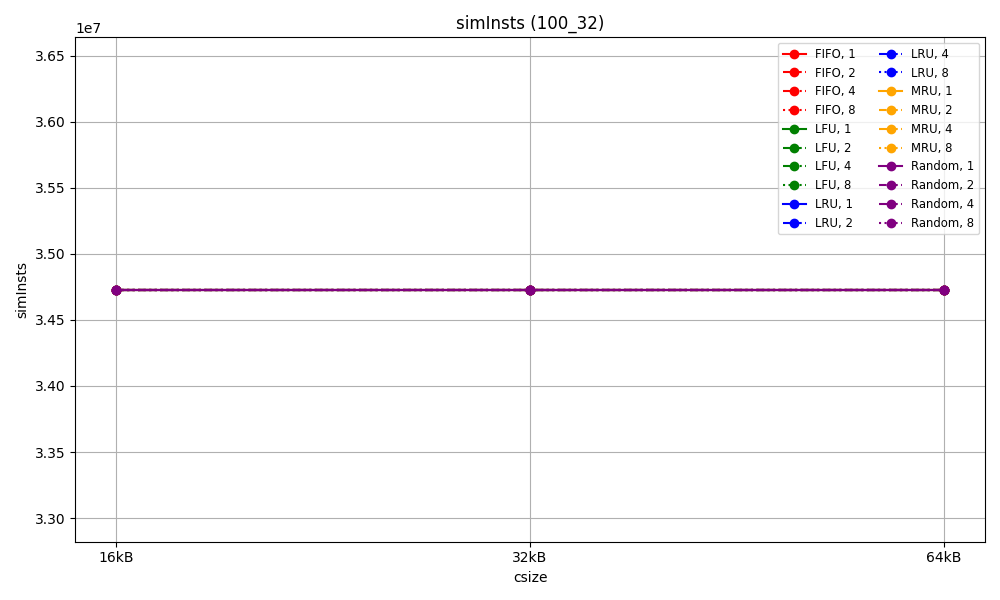 simInsts (100_32)
1e7
3.65
3.60
3.55
3.50
3.45
3.40
3.35
3.30
simInsts
16kB
32kB
64kB
csize
FIFO, 1
FIFO, 2
FIFO, 4
FIFO, 8
LFU, 1
LFU, 2
LFU, 4
LFU, 8
LRU, 1
LRU, 2
LRU, 4
LRU, 8
MRU, 1
MRU, 2
MRU, 4
MRU, 8
Random, 1
Random, 2
Random, 4
Random, 8